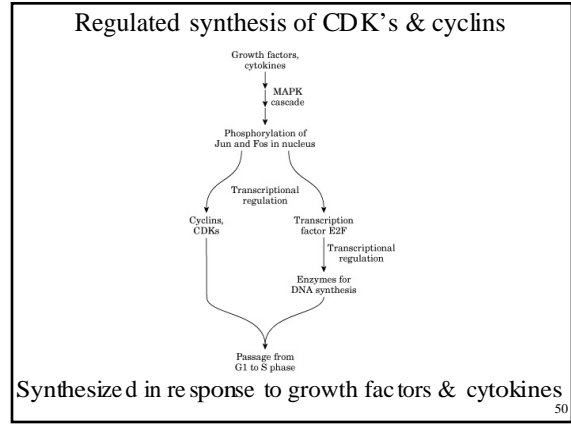 Regulated synthesis of CDK's & cyclins
Growth factors,
cytokines
MAPK
cascade
Phosphorylation of
Jun and Fos in nucleus
Transcriptional
regulation
Cyclins,
CDKs
Transcription
factor E2F
Transcriptional
regulation
Enzymes for
DNA synthesis
Passage from
G1 to S phase
Synthesized in response to growth factors & cytokines
50